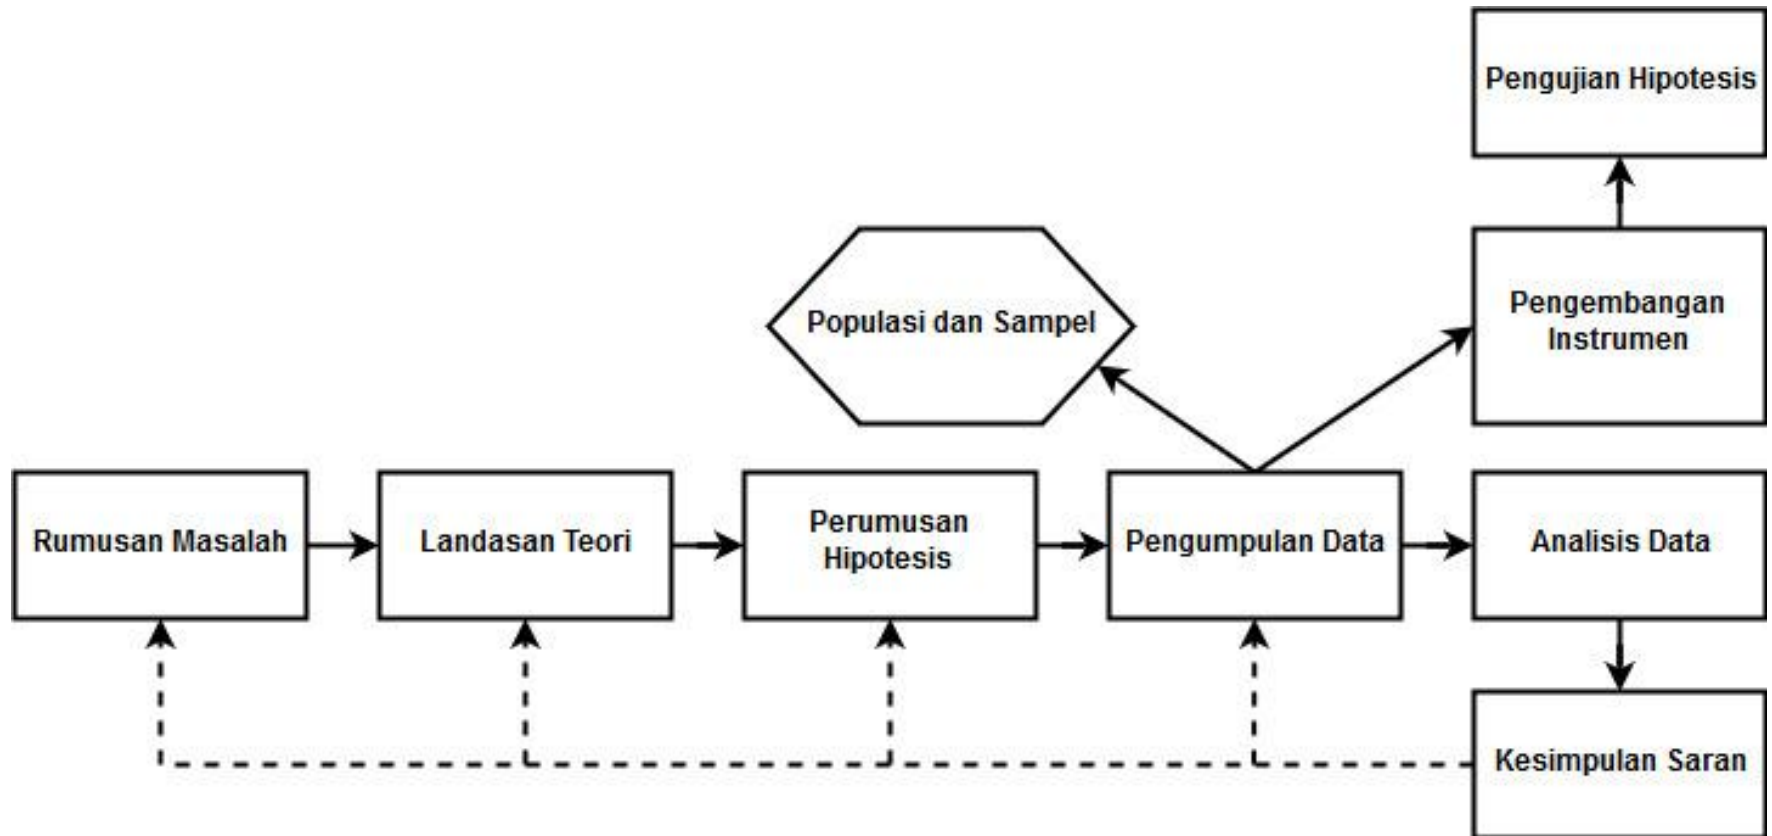 Pengujian Hipotesis
Populasi dan Sampel
Pengembangan
Instrumen
Rumusan Masalah
Landasan Teori
Perumusan
Hipotesis
Pengumpulan Data
Analisis Data
Kesimpulan Saran